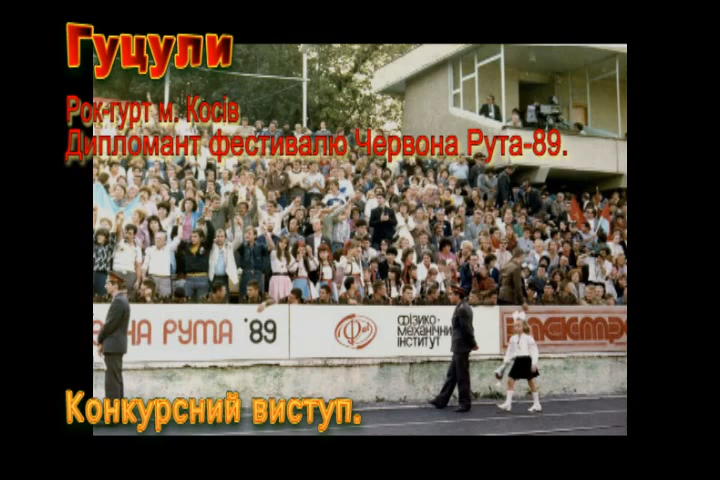 Гуцули
Рок-гурт м. Косів
Дипломант фестивалю Червона Рута-89.
НА РУТА '89
фізико-
механічний
інститут
Конкурсний виступ.